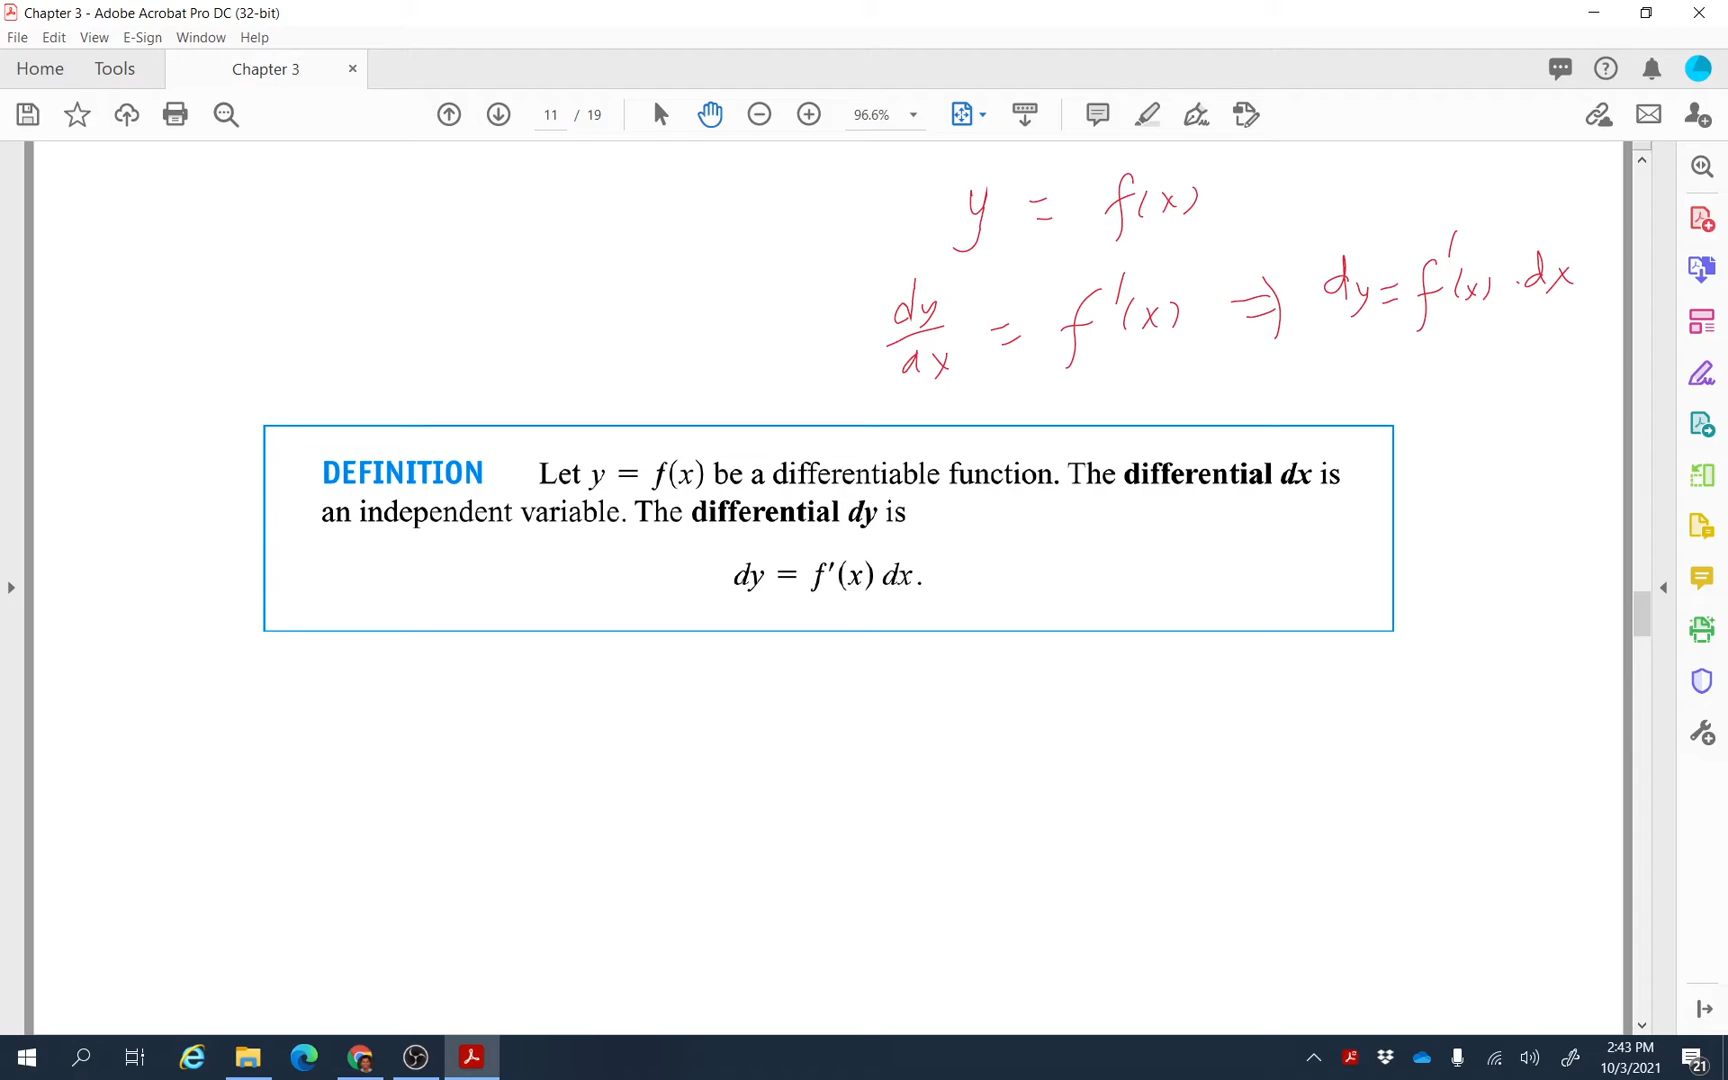 Chapter 3 - Adobe Acrobat Pro DC (32-bit)
File Edit View E-Sign Window Help
Home Tools Chapter 3 ×
11 / 19 96.6%
y = f(x)
dy/dx = f'(x) ⇒ dy = f'(x) . dx
DEFINITION Let y = f(x) be a differentiable function. The differential dx is
an independent variable. The differential dy is
dy = f′(x) dx.
2:43 PM
10/3/2021
21